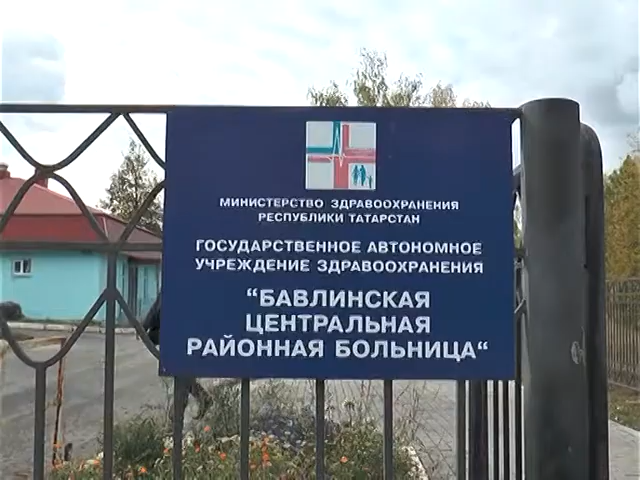 МИНИСТЕРСТВО ЗДРАВООХРАНЕНИЯ
РЕСПУБЛИКИ ТАТАРСТАН
ГОСУДАРСТВЕННОЕ АВТОНОМНОЕ
УЧРЕЖДЕНИЕ ЗДРАВООХРАНЕНИЯ
“БАВЛИНСКАЯ
ЦЕНТРАЛЬНАЯ
РАЙОННАЯ БОЛЬНИЦА“